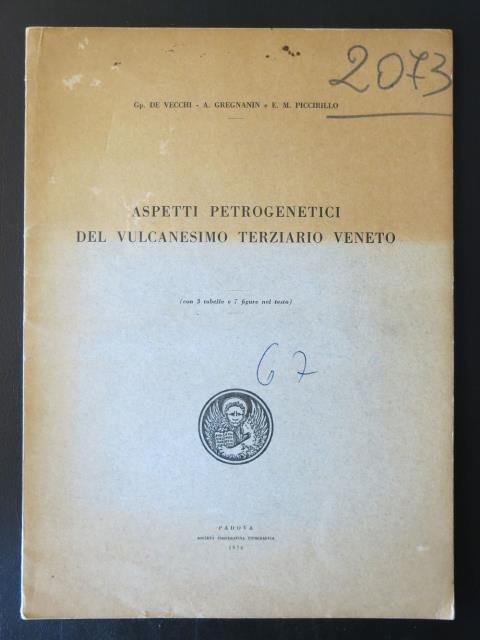 2073
Gp. DE VECCHI - A. GREGNANIN e E. M. PICCIRILLO
ASPETTI PETROGENETICI
DEL VULCANESIMO TERZIARIO VENETO
(con 3 tabelle e 7 figure nel testo)
67
PADOVA
SOCIETÀ COOPERATIVA TIPOGRAFICA
1976